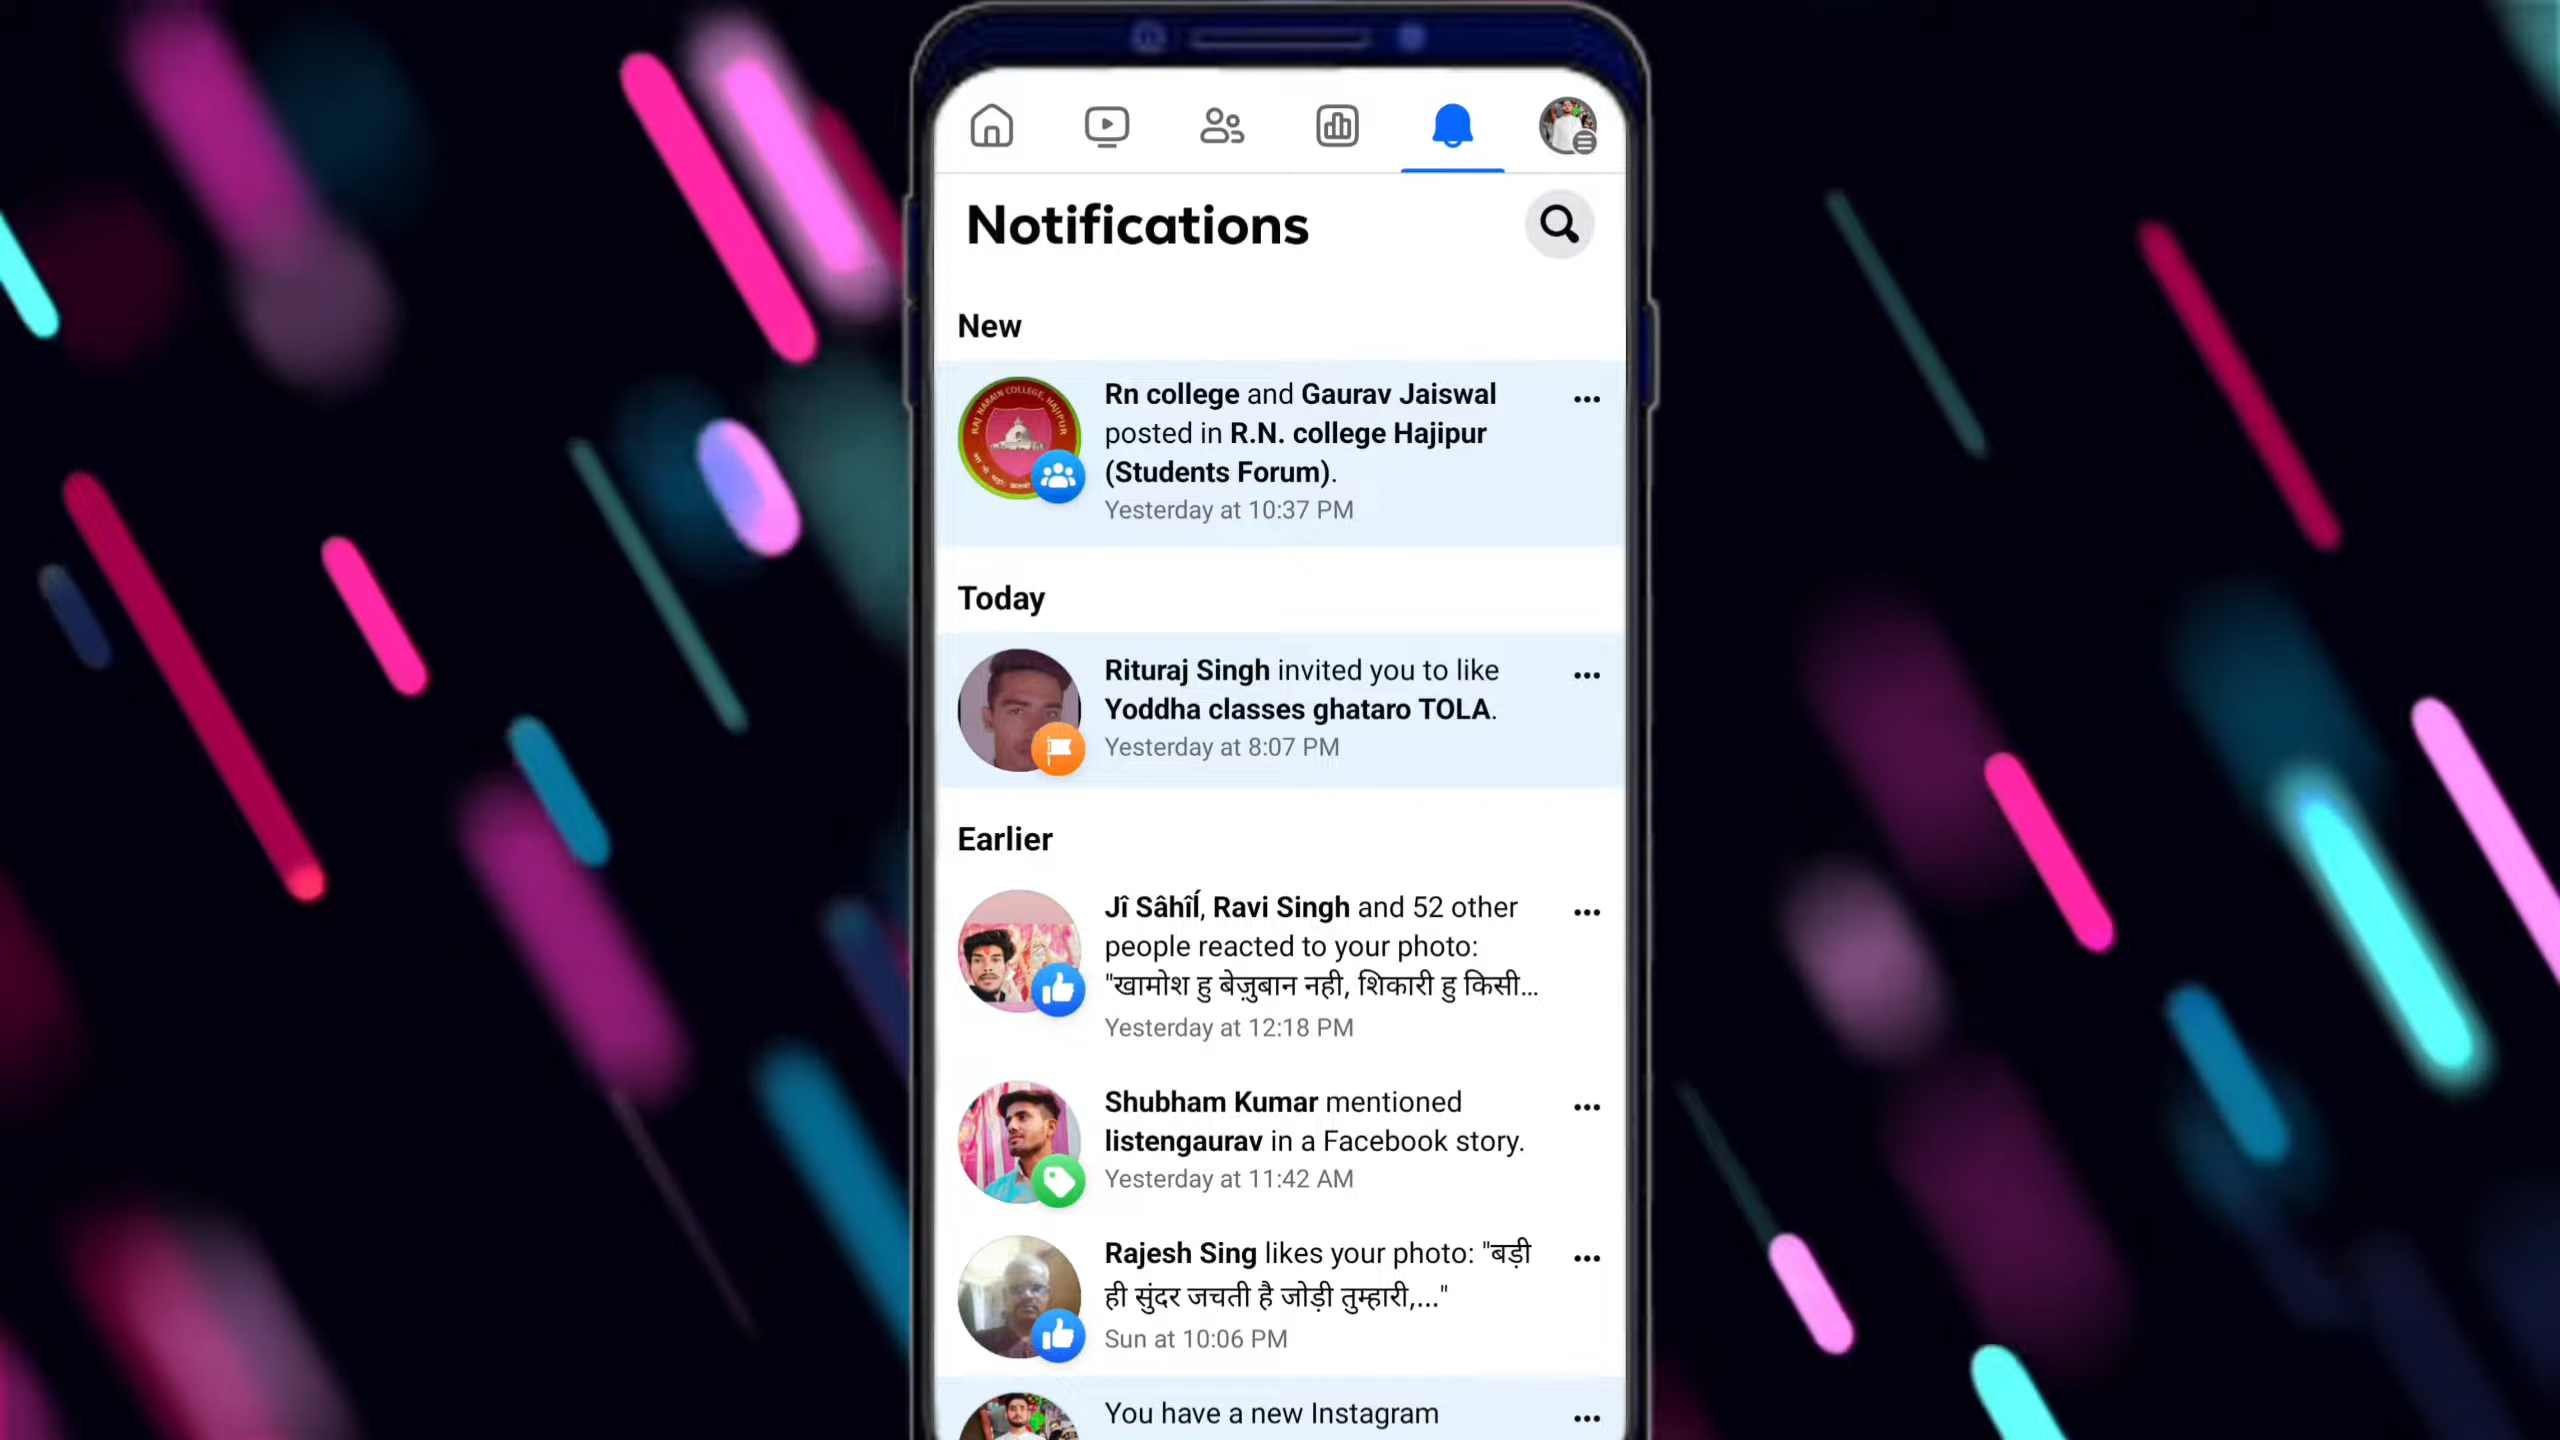 Notifications
New
RAJ NARAIN COLLEGE, HAJIPUR
Rn college and Gaurav Jaiswal
posted in R.N. college Hajipur
(Students Forum).
Yesterday at 10:37 PM
Today
Rituraj Singh invited you to like
Yoddha classes ghataro TOLA.
Yesterday at 8:07 PM
Earlier
Jî Sâhîĺ, Ravi Singh and 52 other
people reacted to your photo:
"खामोश हु बेजुबान नही, शिकारी हु किसी...
Yesterday at 12:18 PM
Shubham Kumar mentioned
listengaurav in a Facebook story.
Yesterday at 11:42 AM
Rajesh Sing likes your photo: "बड़ी
ही सुंदर जचती है जोड़ी तुम्हारी,..."
Sun at 10:06 PM
You have a new Instagram